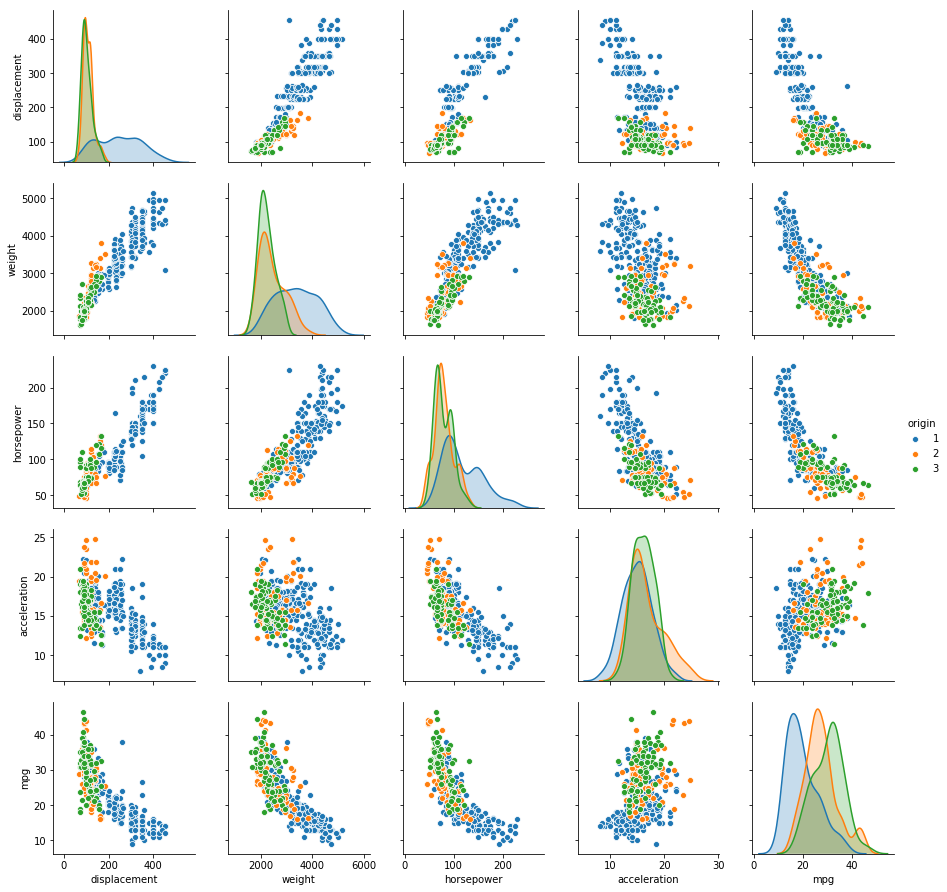 displacement
400
300
200
100
weight
5000
4000
3000
2000
horsepower
200
150
100
50
origin
1
2
3
acceleration
25
20
15
10
mpg
40
30
20
10
0 200 400
2000 4000 6000
0 100 200
10 20 30
0 20 40
displacement weight horsepower acceleration mpg